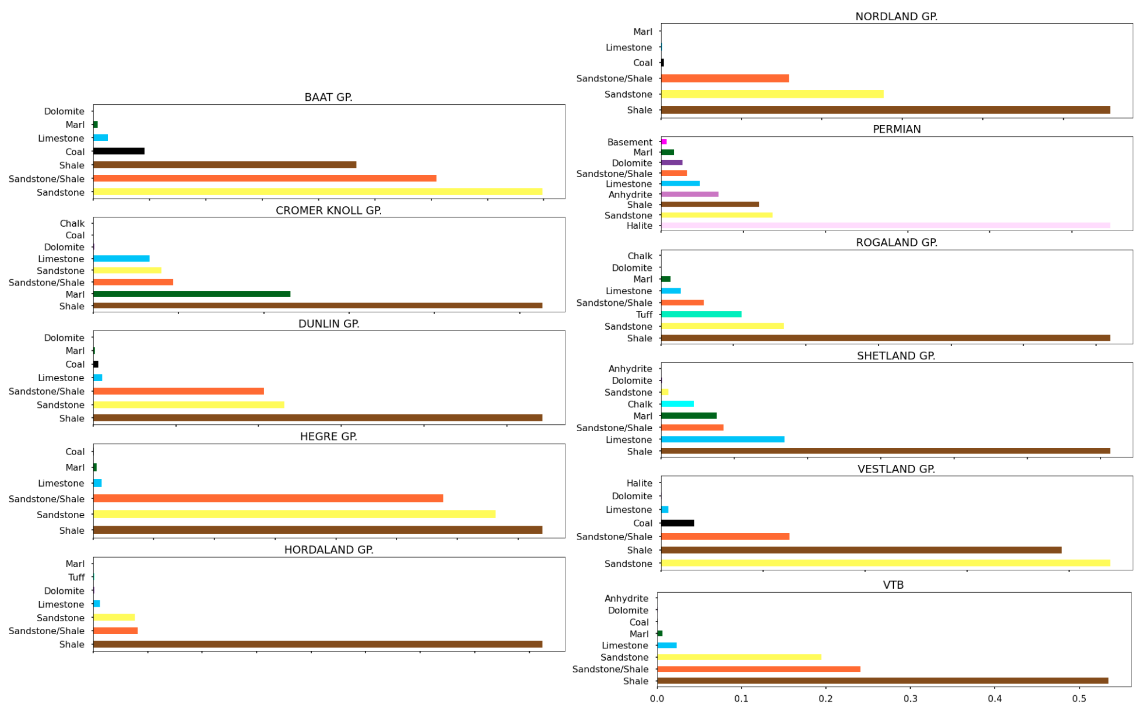 BAAT GP.
Dolomite
Marl
Limestone
Coal
Shale
Sandstone/Shale
Sandstone
CROMER KNOLL GP.
Chalk
Coal
Dolomite
Limestone
Sandstone
Sandstone/Shale
Marl
Shale
DUNLIN GP.
Dolomite
Marl
Coal
Limestone
Sandstone/Shale
Sandstone
Shale
HEGRE GP.
Coal
Marl
Limestone
Sandstone/Shale
Sandstone
Shale
HORDALAND GP.
Marl
Tuff
Dolomite
Limestone
Sandstone
Sandstone/Shale
Shale
NORDLAND GP.
Marl
Limestone
Coal
Sandstone/Shale
Sandstone
Shale
PERMIAN
Basement
Marl
Dolomite
Sandstone/Shale
Limestone
Anhydrite
Shale
Sandstone
Halite
ROGALAND GP.
Chalk
Dolomite
Marl
Limestone
Sandstone/Shale
Tuff
Sandstone
Shale
SHETLAND GP.
Anhydrite
Dolomite
Sandstone
Chalk
Marl
Sandstone/Shale
Limestone
Shale
VESTLAND GP.
Halite
Dolomite
Limestone
Coal
Sandstone/Shale
Shale
Sandstone
VTB
Anhydrite
Dolomite
Coal
Marl
Limestone
Sandstone
Sandstone/Shale
Shale
0.0 0.1 0.2 0.3 0.4 0.5